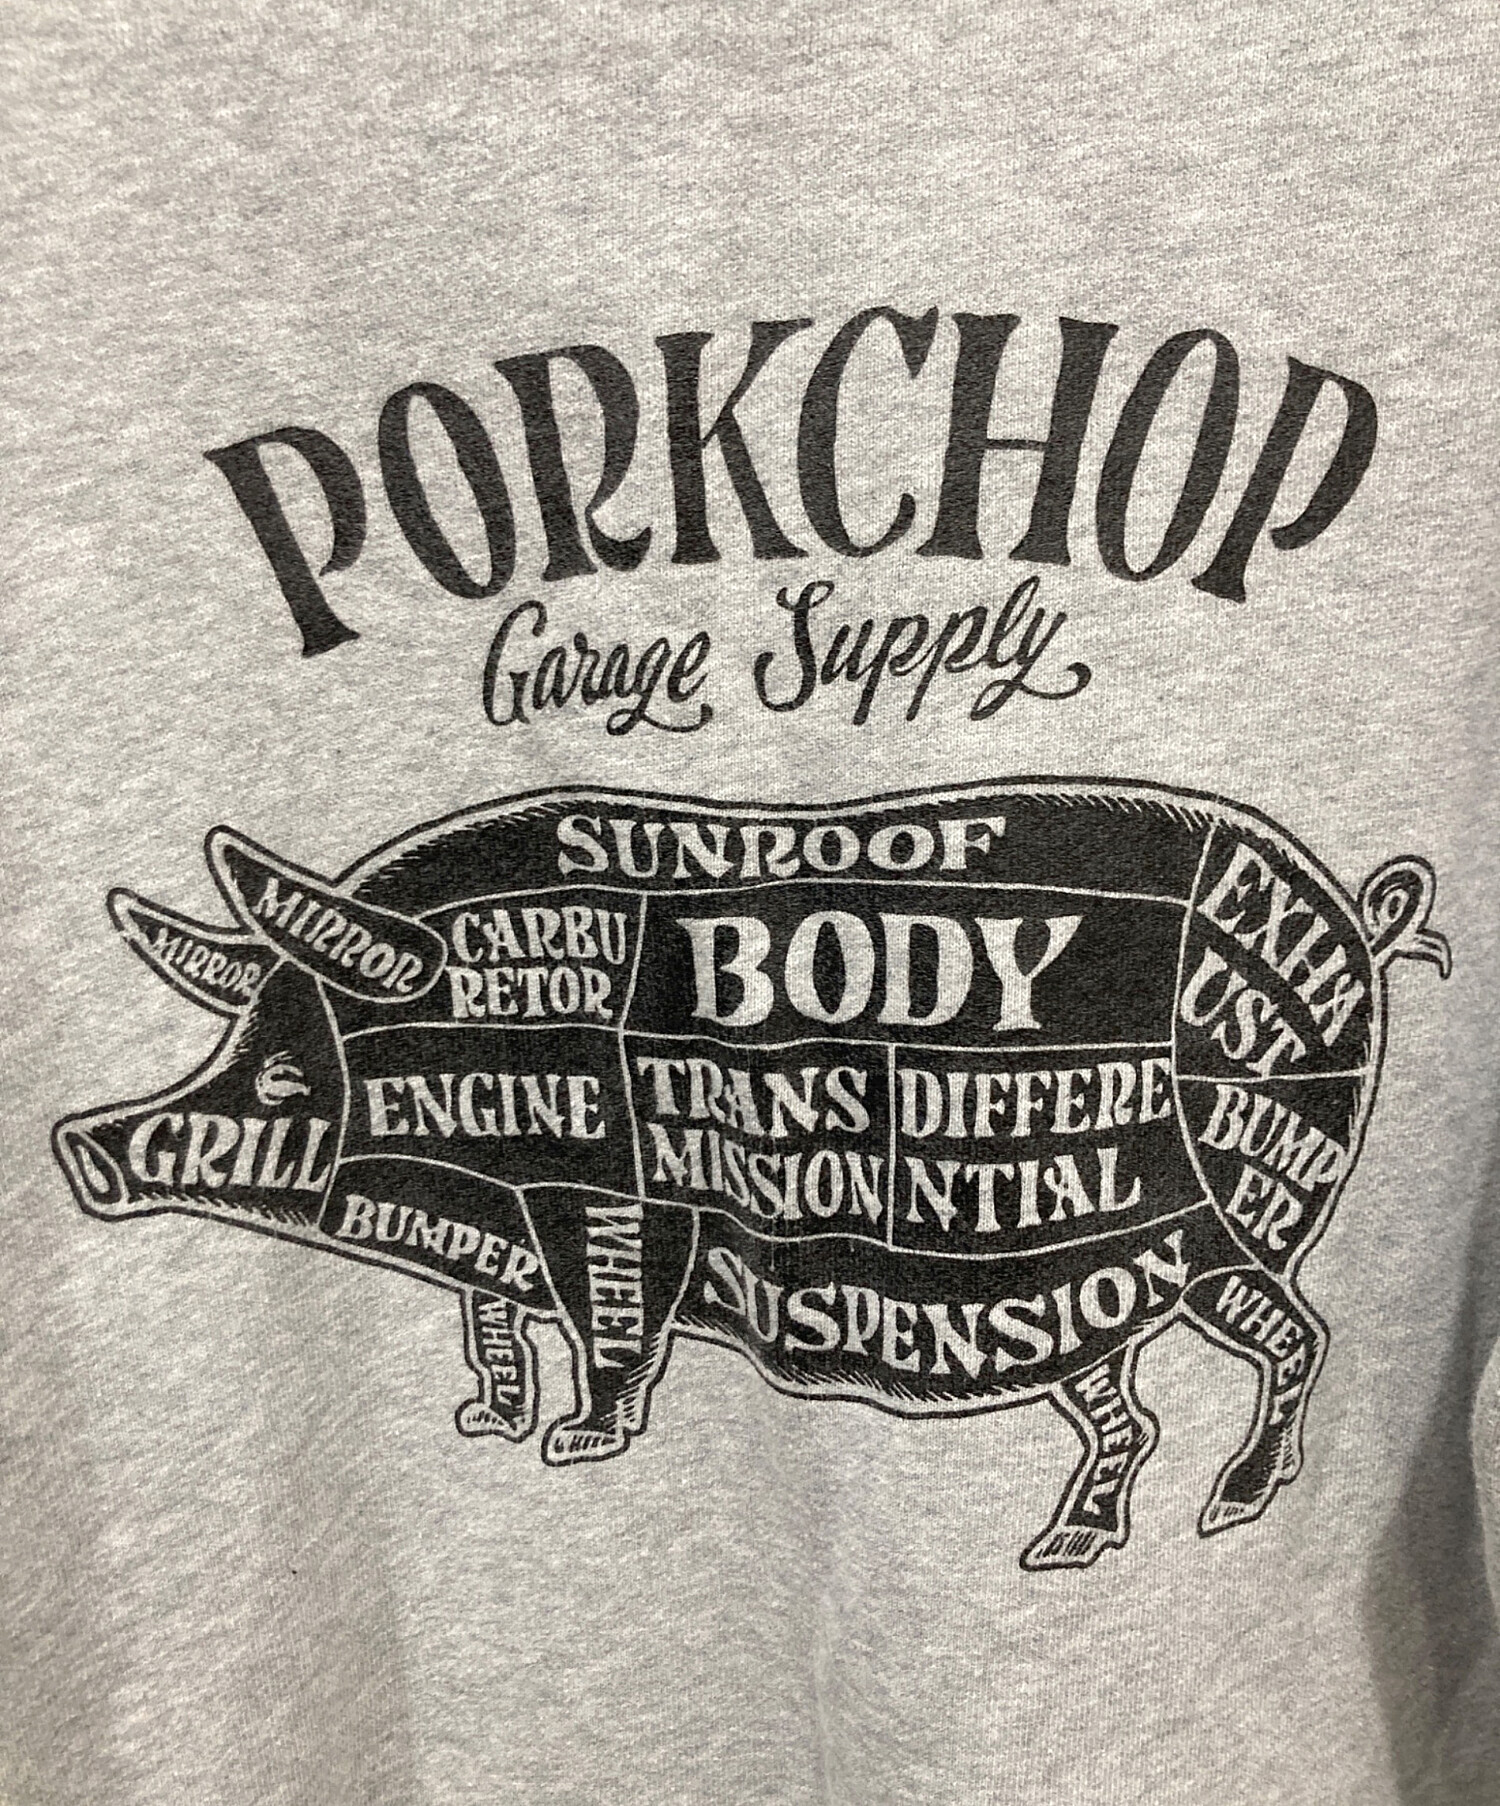 PORKCHOP
Garage Supply
SUNROOF
MIRROR
MIRROR
CARBU
RETOR
BODY
EXHA
UST
GRILL
ENGINE
TRANS
MISSION
DIFFERE
NTIAL
BUMP
ER
BUMPER
WHEEL
WHEEL
SUSPENSION
WHEEL
WHEEL